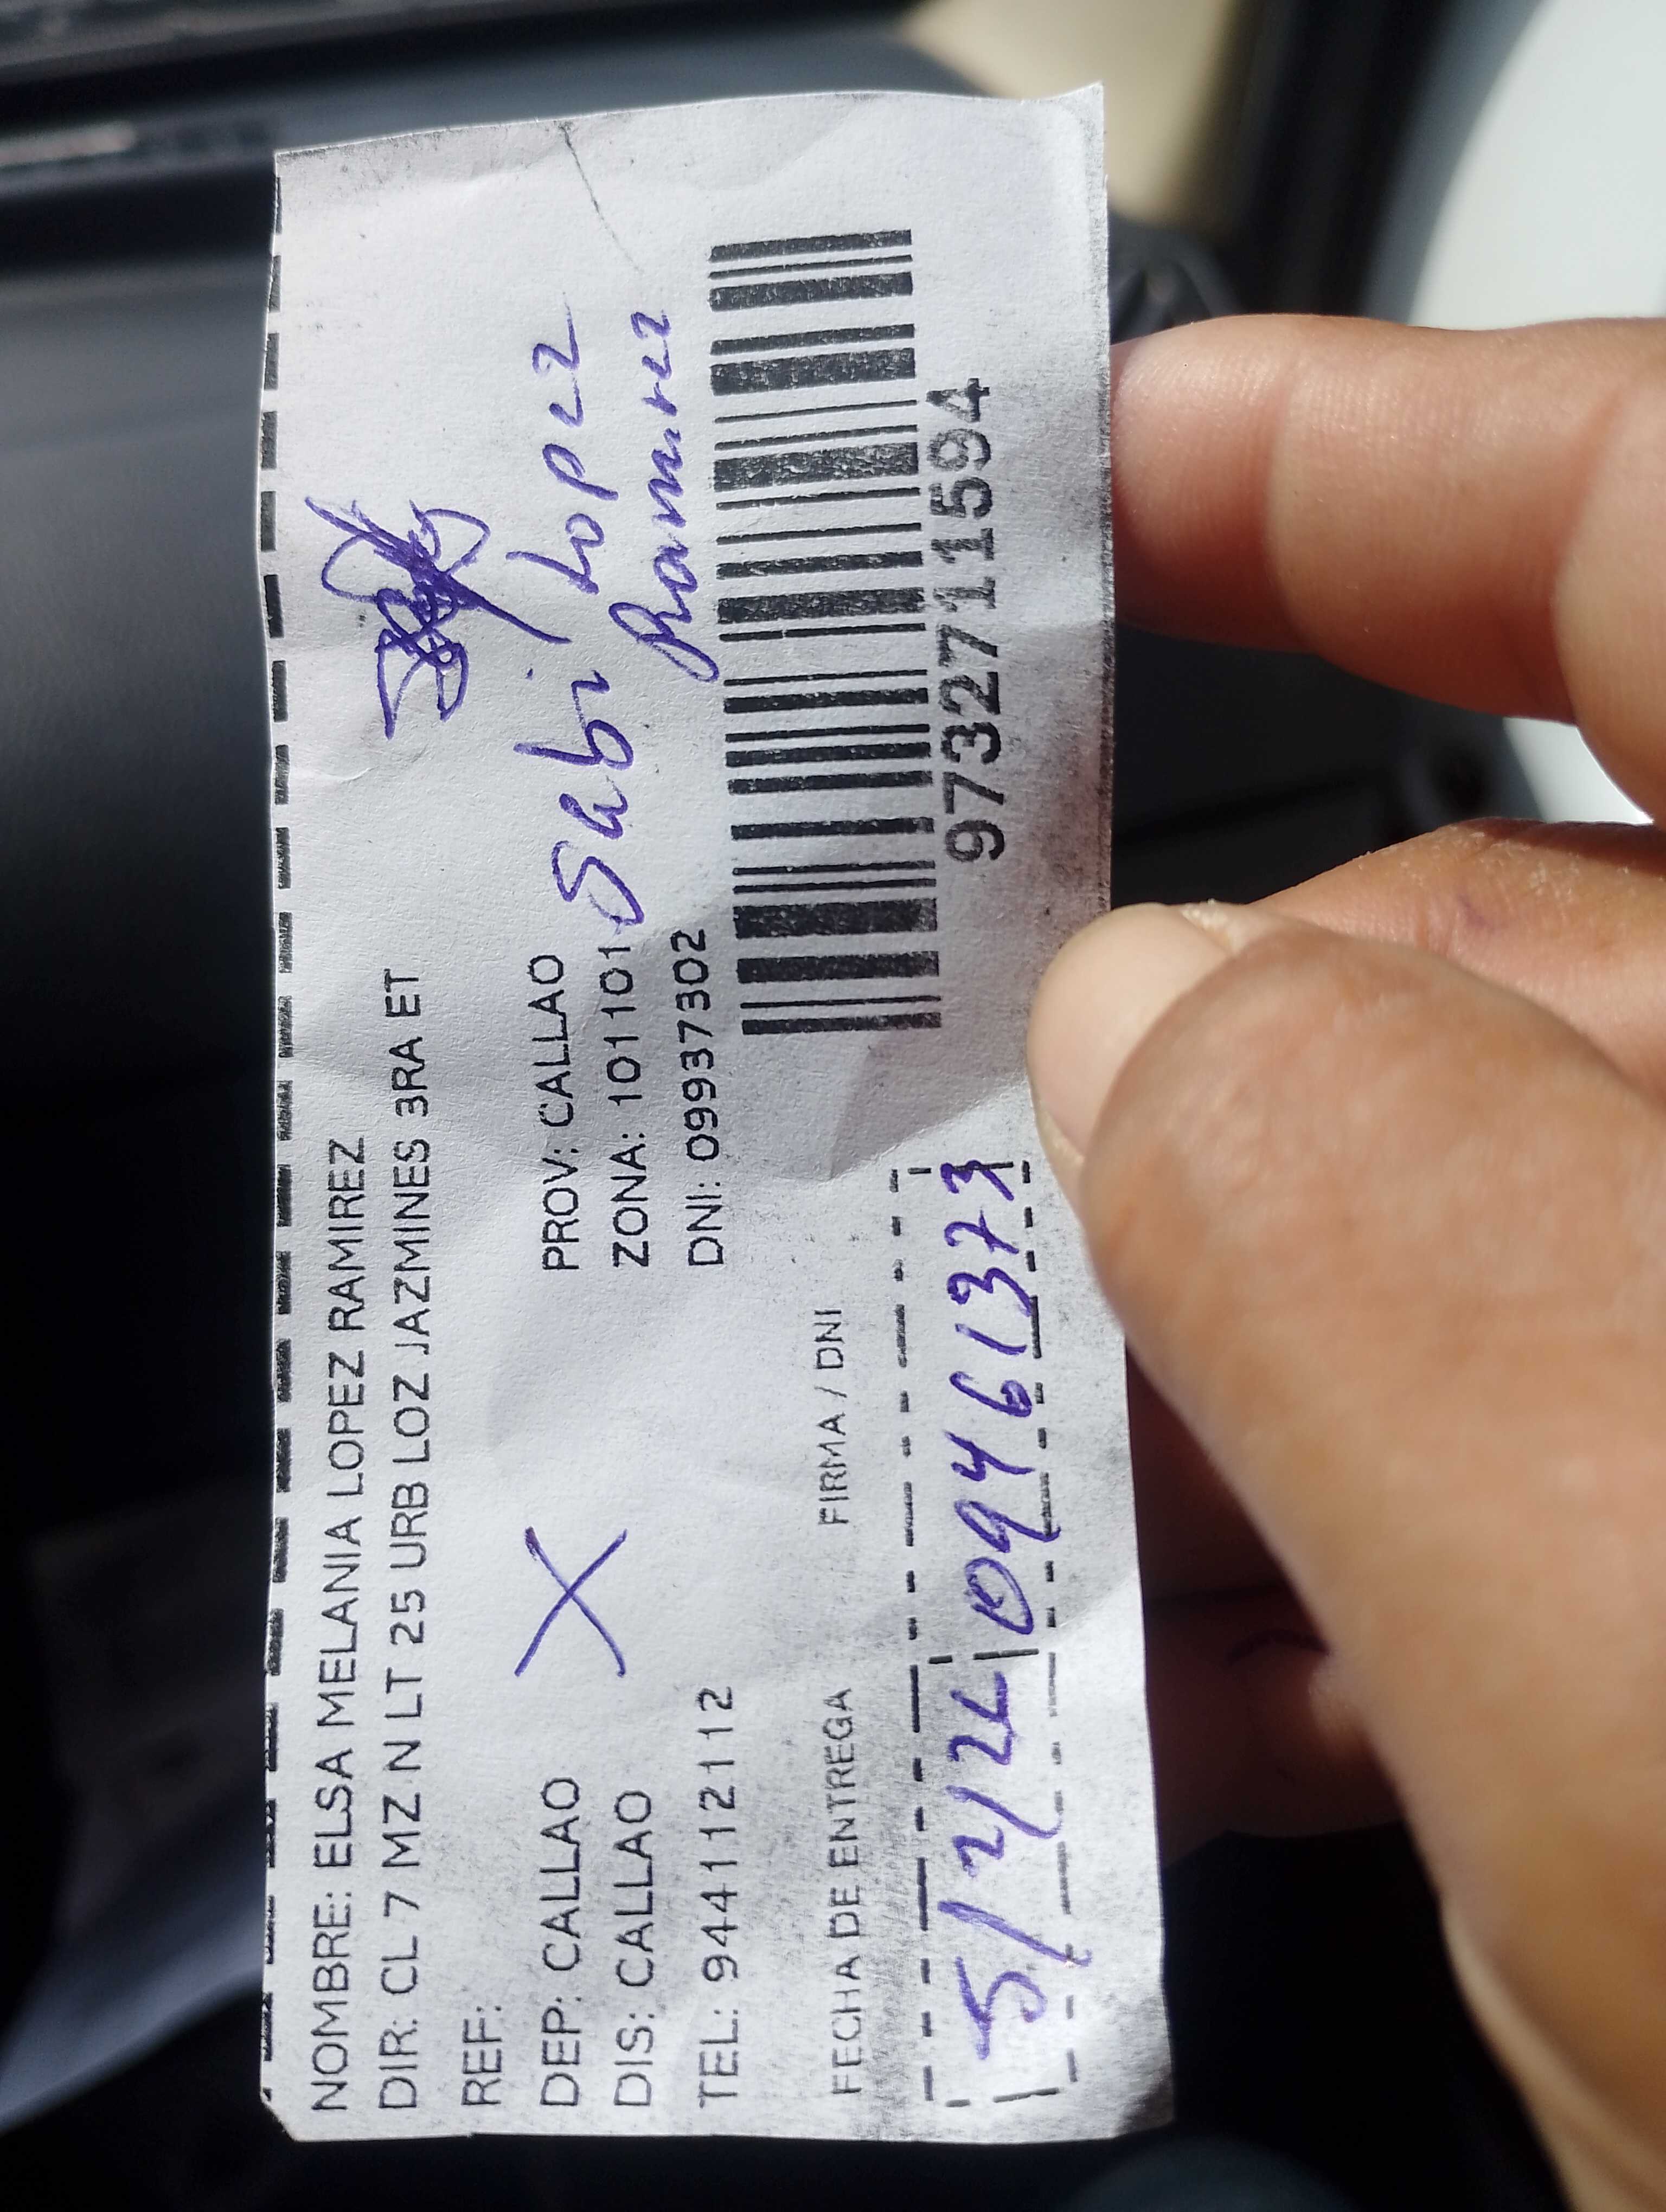 NOMBRE: ELSA MELANIA LOPEZ RAMIREZ
DIR: CL 7 MZ N LT 25 URB LOZ JAZMINES 3RA ET
REF:
DEP: CALLAO PROV: CALLAO
DIS: CALLAO ZONA: 101101
TEL: 944112112 DNI: 09937302
Sabi Lopez
Ramirez
FECHA DE ENTREGA FIRMA / DNI
9732711594
5/2/22 09461373